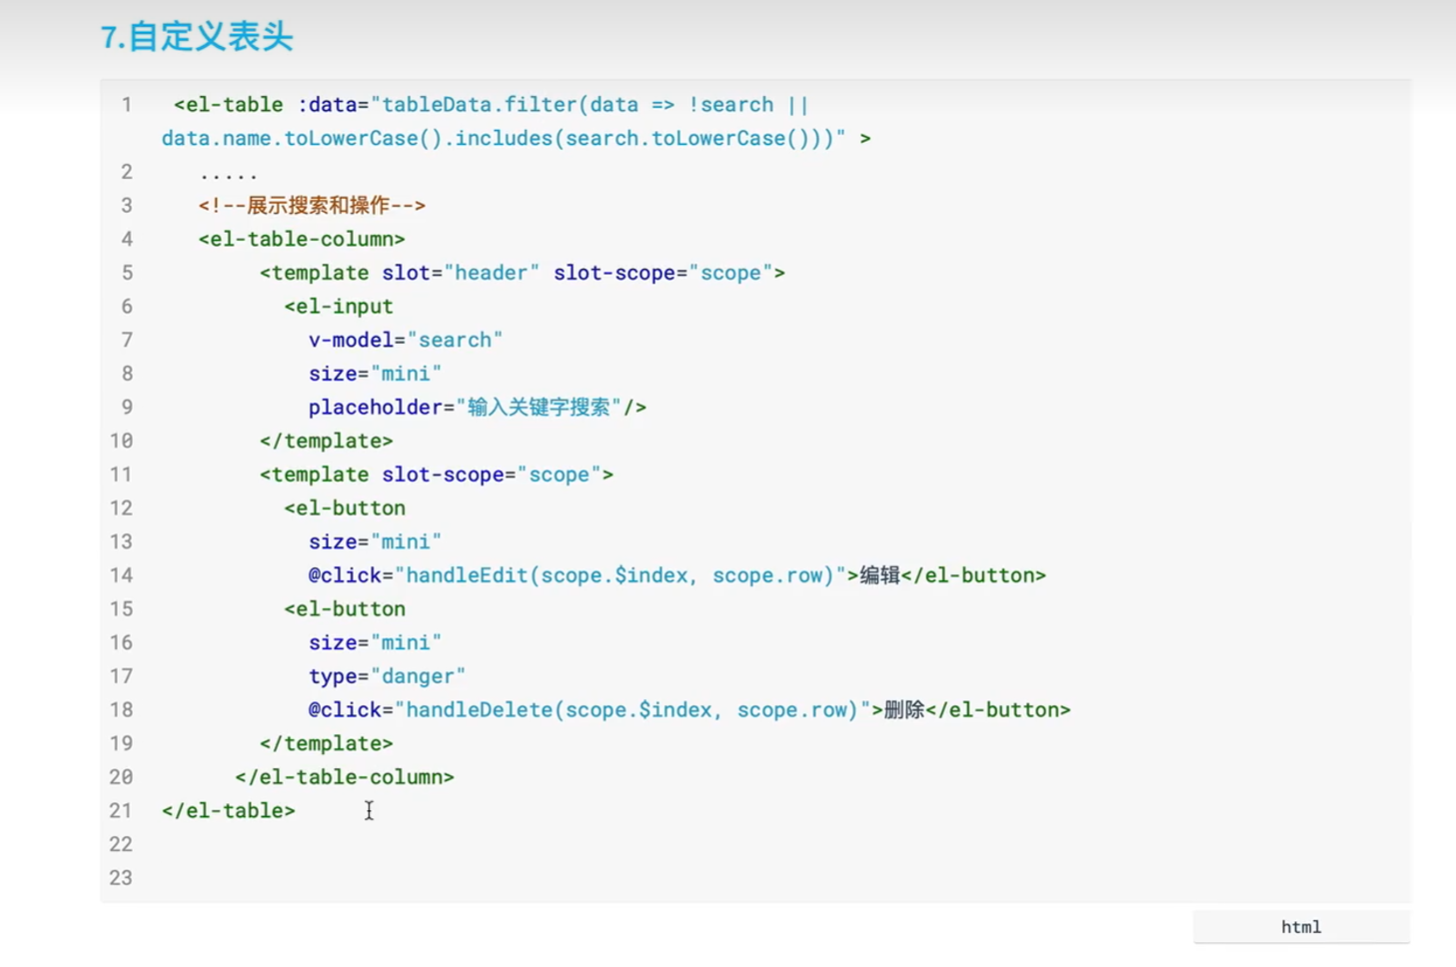 7.自定义表头
1 <el-table :data="tableData.filter(data => !search ||
data.name.toLowerCase().includes(search.toLowerCase()))" >
2 .....
3 <!--展示搜索和操作-->
4 <el-table-column>
5 <template slot="header" slot-scope="scope">
6 <el-input
7 v-model="search"
8 size="mini"
9 placeholder="输入关键字搜索"/>
10 </template>
11 <template slot-scope="scope">
12 <el-button
13 size="mini"
14 @click="handleEdit(scope.$index, scope.row)">编辑</el-button>
15 <el-button
16 size="mini"
17 type="danger"
18 @click="handleDelete(scope.$index, scope.row)">删除</el-button>
19 </template>
20 </el-table-column>
21 </el-table>
22
23
html